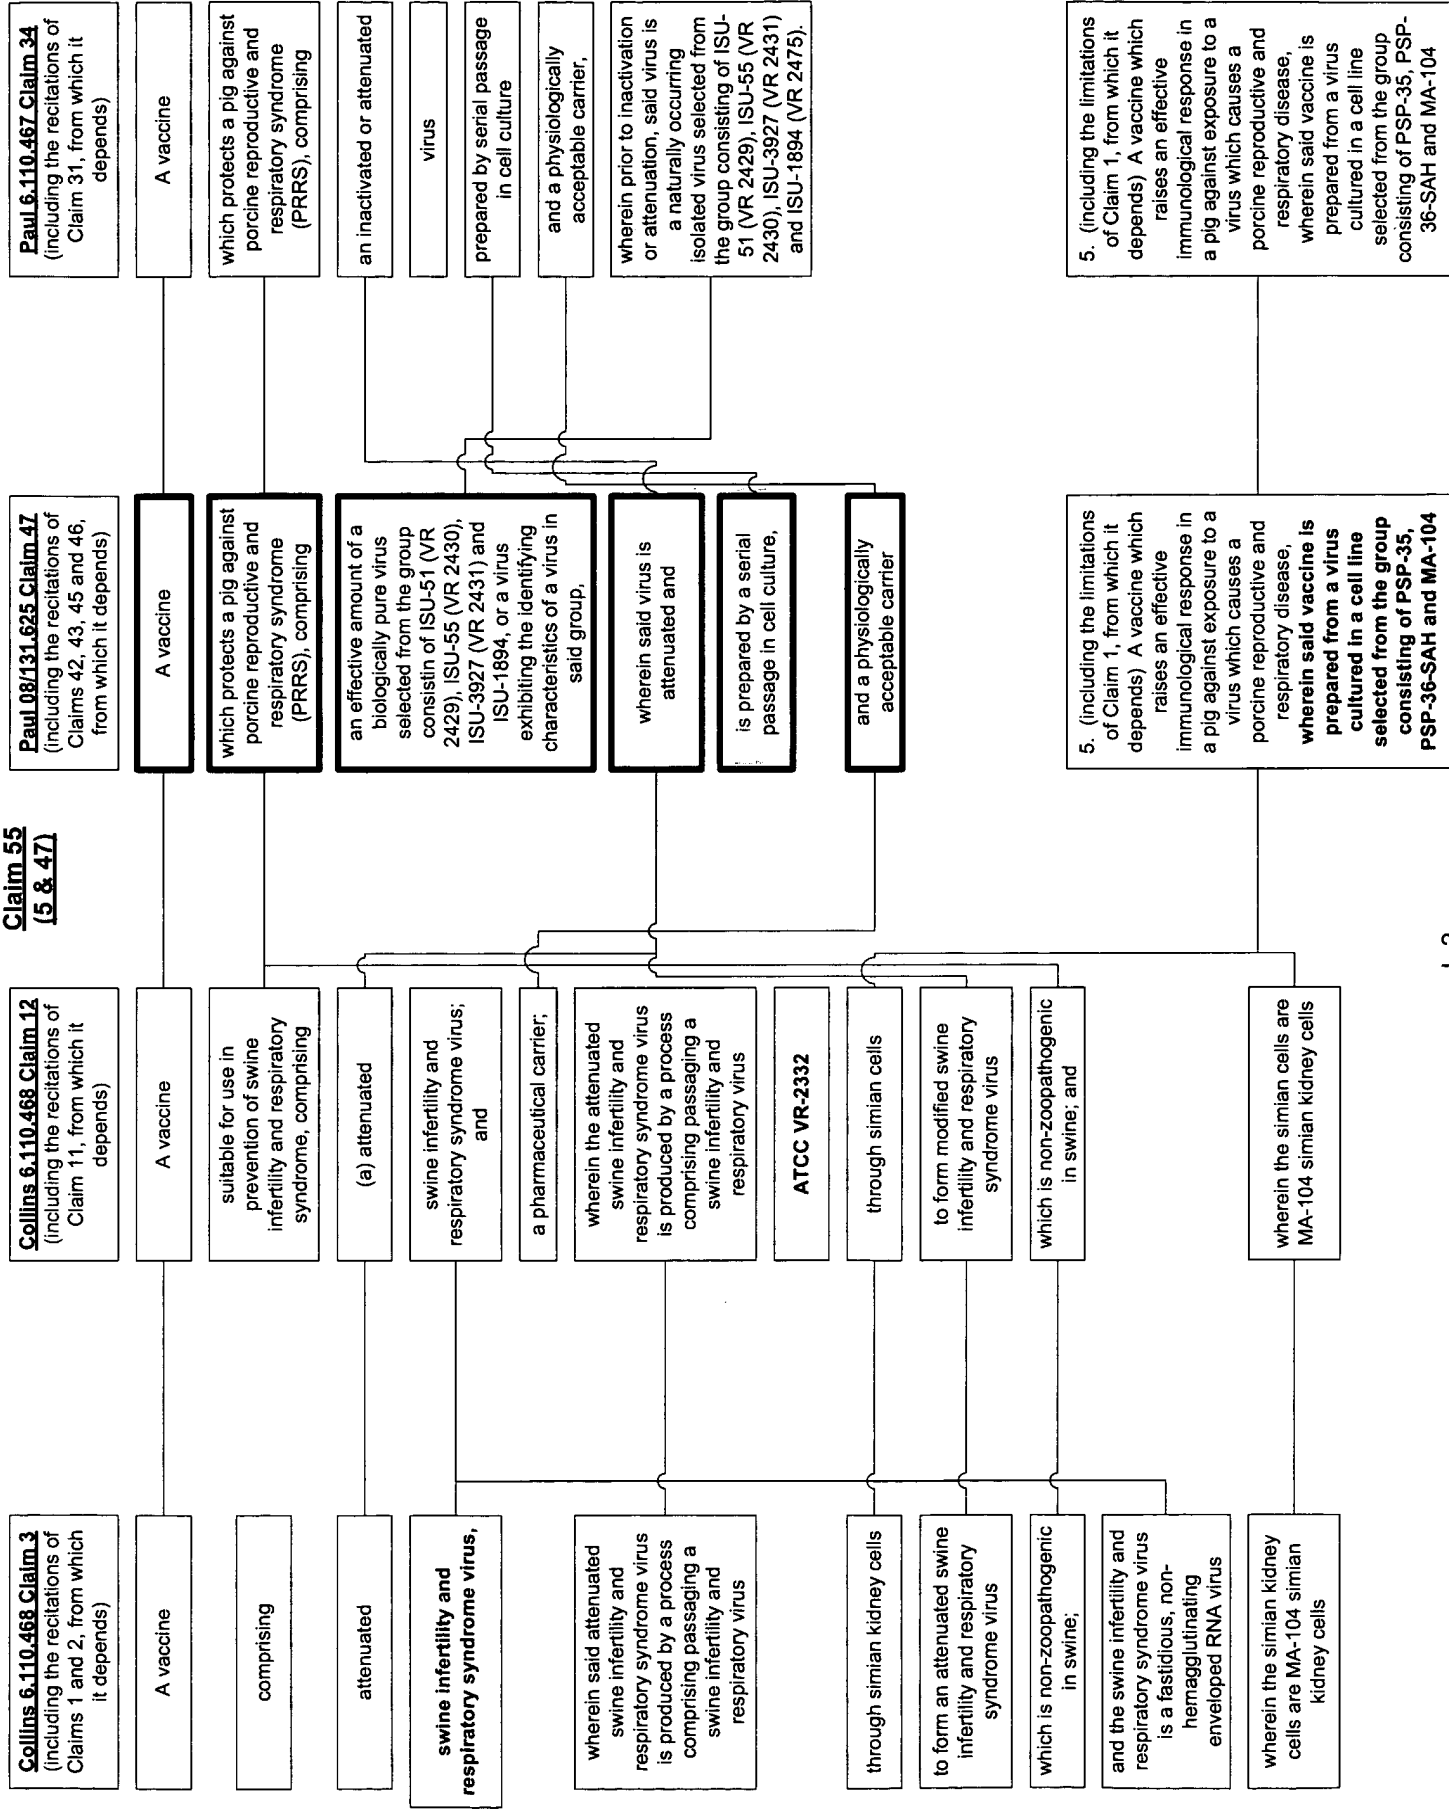 Claim 55
(5 & 47)
Collins 6,110,468 Claim 3
(including the recitations of
Claims 1 and 2, from which
it depends)
A vaccine
comprising
attenuated
swine infertility and
respiratory syndrome virus,
wherein said attenuated
swine infertility and
respiratory syndrome virus
is produced by a process
comprising passaging a
swine infertility and
respiratory virus
through simian kidney cells
to form an attenuated swine
infertility and respiratory
syndrome virus
which is non-zoopathogenic
in swine;
and the swine infertility and
respiratory syndrome virus
is a fastidious, non-
hemagglutinating
enveloped RNA virus
wherein the simian kidney
cells are MA-104 simian
kidney cells
Collins 6,110,468 Claim 12
(including the recitations of
Claim 11, from which it
depends)
A vaccine
suitable for use in
prevention of swine
infertility and respiratory
syndrome, comprising
(a) attenuated
swine infertility and
respiratory syndrome virus;
and
a pharmaceutical carrier;
wherein the attenuated
swine infertility and
respiratory syndrome virus
is produced by a process
comprising passaging a
swine infertility and
respiratory virus
ATCC VR-2332
through simian cells
to form modified swine
infertility and respiratory
syndrome virus
which is non-zoopathogenic
in swine; and
wherein the simian cells are
MA-104 simian kidney cells
Paul 08/131,625 Claim 47
(including the recitations of
Claims 42, 43, 45 and 46,
from which it depends)
A vaccine
which protects a pig against
porcine reproductive and
respiratory syndrome
(PRRS), comprising
an effective amount of a
biologically pure virus
selected from the group
consistin of ISU-51 (VR
2429), ISU-55 (VR 2430),
ISU-3927 (VR 2431) and
ISU-1894, or a virus
exhibiting the identifying
characteristics of a virus in
said group,
wherein said virus is
attenuated and
is prepared by a serial
passage in cell culture,
and a physiologically
acceptable carrier
5. (including the limitations
of Claim 1, from which it
depends) A vaccine which
raises an effective
immunological response in
a pig against exposure to a
virus which causes a
porcine reproductive and
respiratory disease,
wherein said vaccine is
prepared from a virus
cultured in a cell line
selected from the group
consisting of PSP-35,
PSP-36-SAH and MA-104
Paul 6,110,467 Claim 34
(including the recitations of
Claim 31, from which it
depends)
A vaccine
which protects a pig against
porcine reproductive and
respiratory syndrome
(PRRS), comprising
an inactivated or attenuated
virus
prepared by serial passage
in cell culture
and a physiologically
acceptable carrier,
wherein prior to inactivation
or attenuation, said virus is
a naturally occurring
isolated virus selected from
the group consisting of ISU-
51 (VR 2429), ISU-55 (VR
2430), ISU-3927 (VR 2431)
and ISU-1894 (VR 2475).
5. (including the limitations
of Claim 1, from which it
depends) A vaccine which
raises an effective
immunological response in
a pig against exposure to a
virus which causes a
porcine reproductive and
respiratory disease,
wherein said vaccine is
prepared from a virus
cultured in a cell line
selected from the group
consisting of PSP-35, PSP-
36-SAH and MA-104